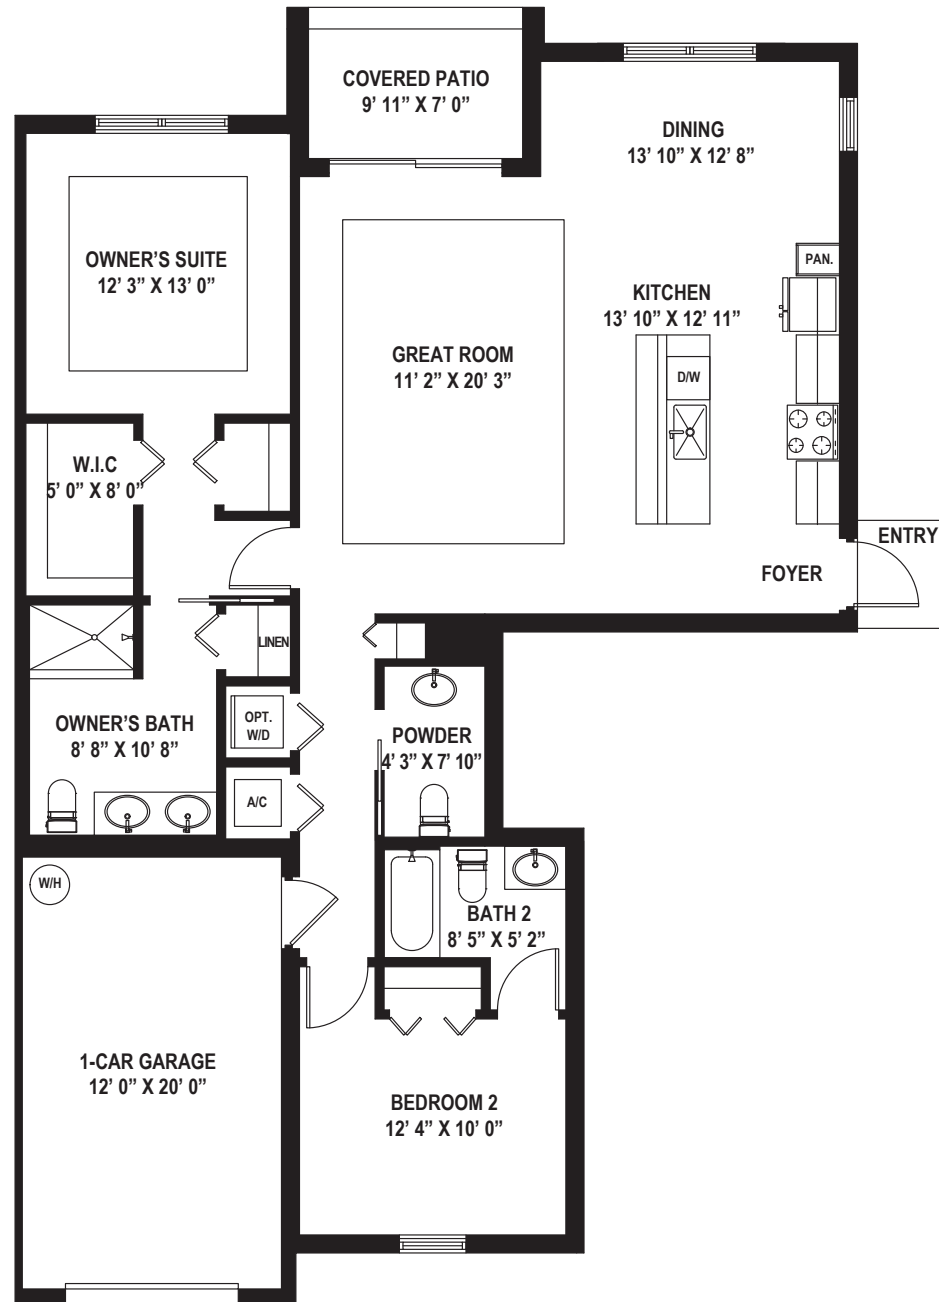 COVERED PATIO
9’ 11” X 7’ 0”
DINING
13’ 10” X 12’ 8”
OWNER’S SUITE
12’ 3” X 13’ 0”
PAN.
KITCHEN
13’ 10” X 12’ 11”
GREAT ROOM
11’ 2” X 20’ 3”
D/W
W.I.C
5’ 0” X 8’ 0”
ENTRY
FOYER
LINEN
OWNER’S BATH
8’ 8” X 10’ 8”
OPT.
W/D
POWDER
4’ 3” X 7’ 10”
A/C
W/H
BATH 2
8’ 5” X 5’ 2”
1-CAR GARAGE
12’ 0” X 20’ 0”
BEDROOM 2
12’ 4” X 10’ 0”